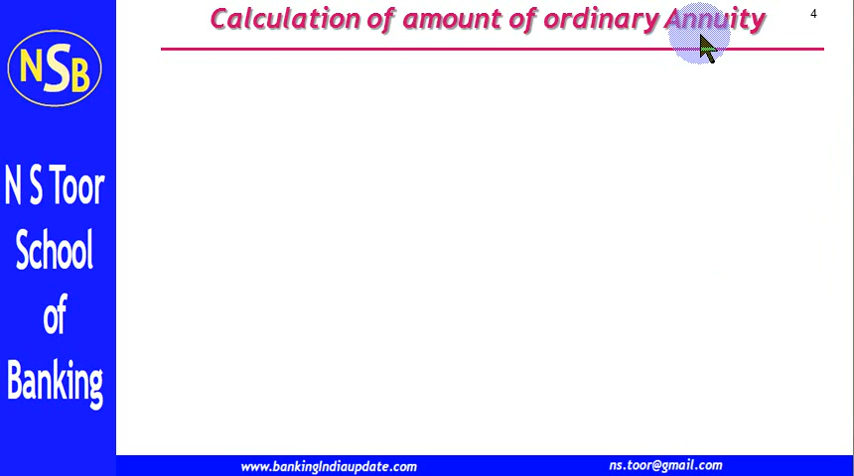 Calculation of amount of ordinary Annuity
4
NSB
N S Toor
School
of
Banking
www.bankingIndiaupdate.com
ns.toor@gmail.com